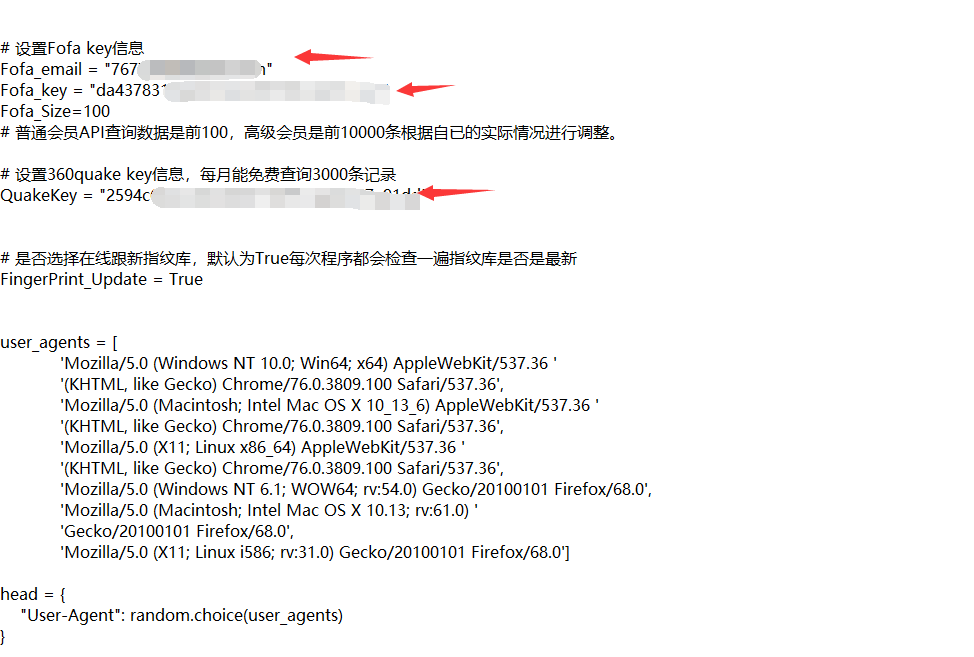 # 设置Fofa key信息
Fofa_email = "767
Fofa_key = "da43783
Fofa_Size=100
# 普通会员API查询数据是前100，高级会员是前10000条根据自已的实际情况进行调整。
# 设置360quake key信息，每月能免费查询3000条记录
QuakeKey = "2594c
# 是否选择在线跟新指纹库，默认为True每次程序都会检查一遍指纹库是否是最新
FingerPrint_Update = True
user_agents = [
'Mozilla/5.0 (Windows NT 10.0; Win64; x64) AppleWebKit/537.36 '
'(KHTML, like Gecko) Chrome/76.0.3809.100 Safari/537.36',
'Mozilla/5.0 (Macintosh; Intel Mac OS X 10_13_6) AppleWebKit/537.36 '
'(KHTML, like Gecko) Chrome/76.0.3809.100 Safari/537.36',
'Mozilla/5.0 (X11; Linux x86_64) AppleWebKit/537.36 '
'(KHTML, like Gecko) Chrome/76.0.3809.100 Safari/537.36',
'Mozilla/5.0 (Windows NT 6.1; WOW64; rv:54.0) Gecko/20100101 Firefox/68.0',
'Mozilla/5.0 (Macintosh; Intel Mac OS X 10.13; rv:61.0) '
'Gecko/20100101 Firefox/68.0',
'Mozilla/5.0 (X11; Linux i586; rv:31.0) Gecko/20100101 Firefox/68.0']
head = {
"User-Agent": random.choice(user_agents)
}